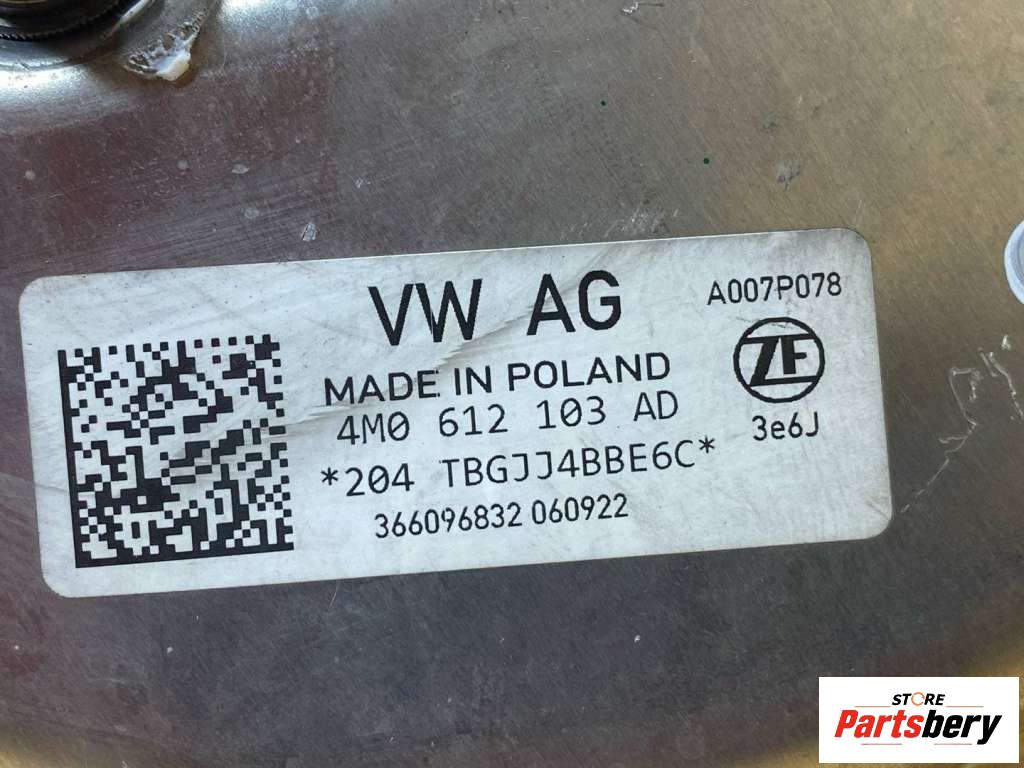 VW AG
A007P078
ZF
MADE IN POLAND
4M0 612 103 AD
3e6J
*204 TBGJJ4BBE6C*
366096832 060922
STORE
Partsbery